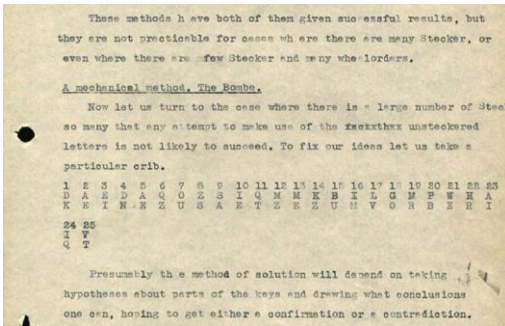 These methods h ave both of them given successful results, but
they are not practicable for cases wh ere there are many Stecker, or
even where there are few Stecker and many wheelorders.
A mechanical method. The Bombe.
Now let us turn to the case where there is a large number of Stec
so many that any attempt to make use of the unsteckered
letters is not likely to succeed. To fix our ideas let us take a
particular crib.
1 2 3 4 5 6 7 8 9 10 11 12 13 14 15 16 17 18 19 20 21 22 23
D A E D A Q O Z S I Q M M K B I L G M P W H A
K E I N E Z U S A E T Z E Z U M V O R B E R I
24 25
I V
Q T
Presumably th e method of solution will depend on taking
hypotheses about parts of the keys and drawing what conclusions
one can, hoping to get either a confirmation or a contradiction.